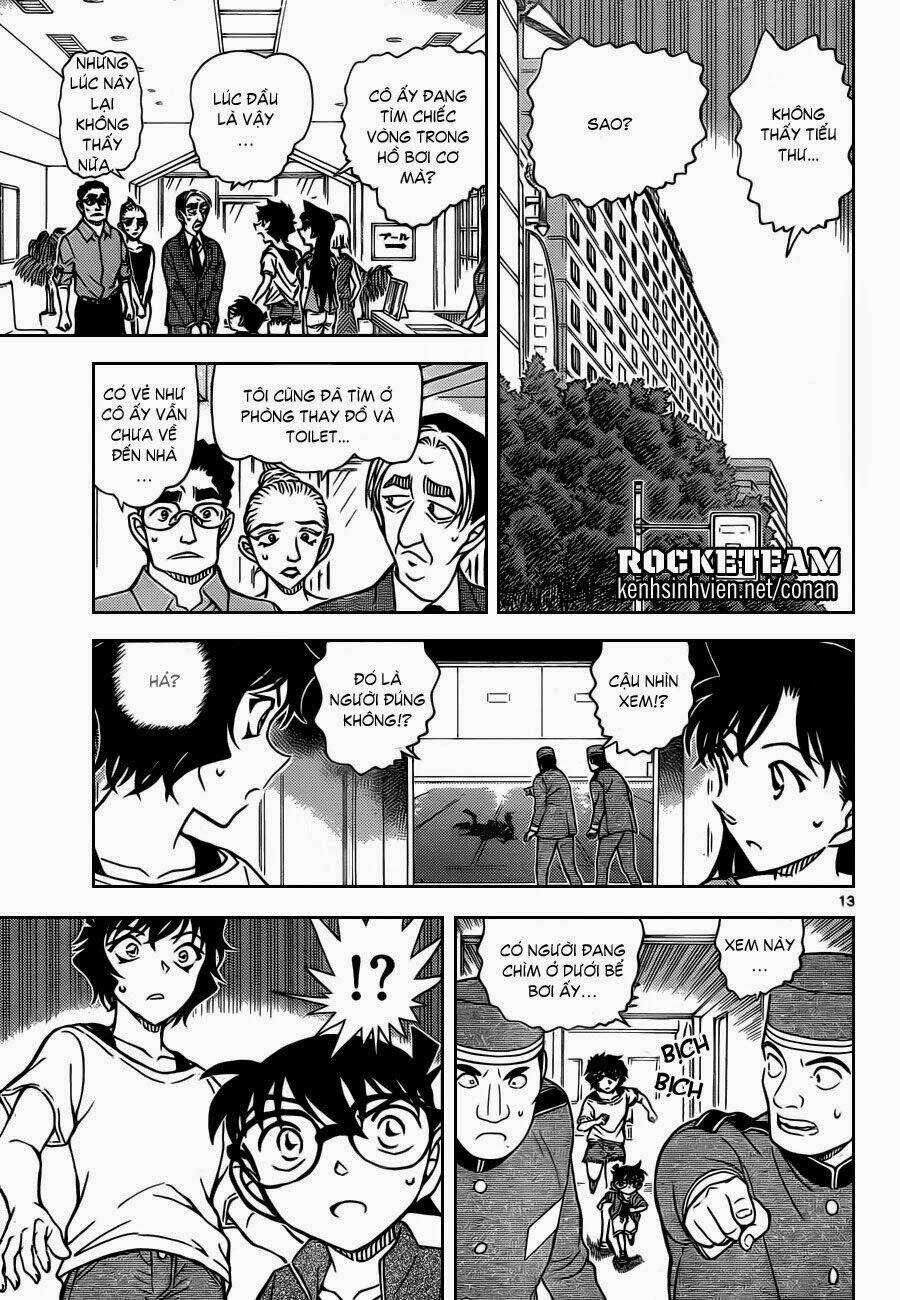 KHÔNG
THẤY TIỂU
THƯ...
SAO?
CÔ ẤY ĐANG
TÌM CHIẾC
VÒNG TRONG
HỒ BƠI CƠ
MÀ?
LÚC ĐẦU
LÀ VẬY
...
NHƯNG
LÚC NÀY
LẠI
KHÔNG
THẤY
NỮA...
プール
ROCKETEAM
kenhsinhvien.net/conan
TÔI CŨNG ĐÃ TÌM Ở
PHÒNG THAY ĐỒ VÀ
TOILET...
CÓ VẺ NHƯ
CÔ ẤY VẪN
CHƯA VỀ
ĐẾN NHÀ
...
CẬU NHÌN
XEM!?
ĐÓ LÀ
NGƯỜI ĐÚNG
KHÔNG!?
HẢ?
13
XEM NÀY
...
CÓ NGƯỜI ĐANG
CHÌM Ở DƯỚI BỂ
BƠI ẤY...
BỊCH
BỊCH
!?